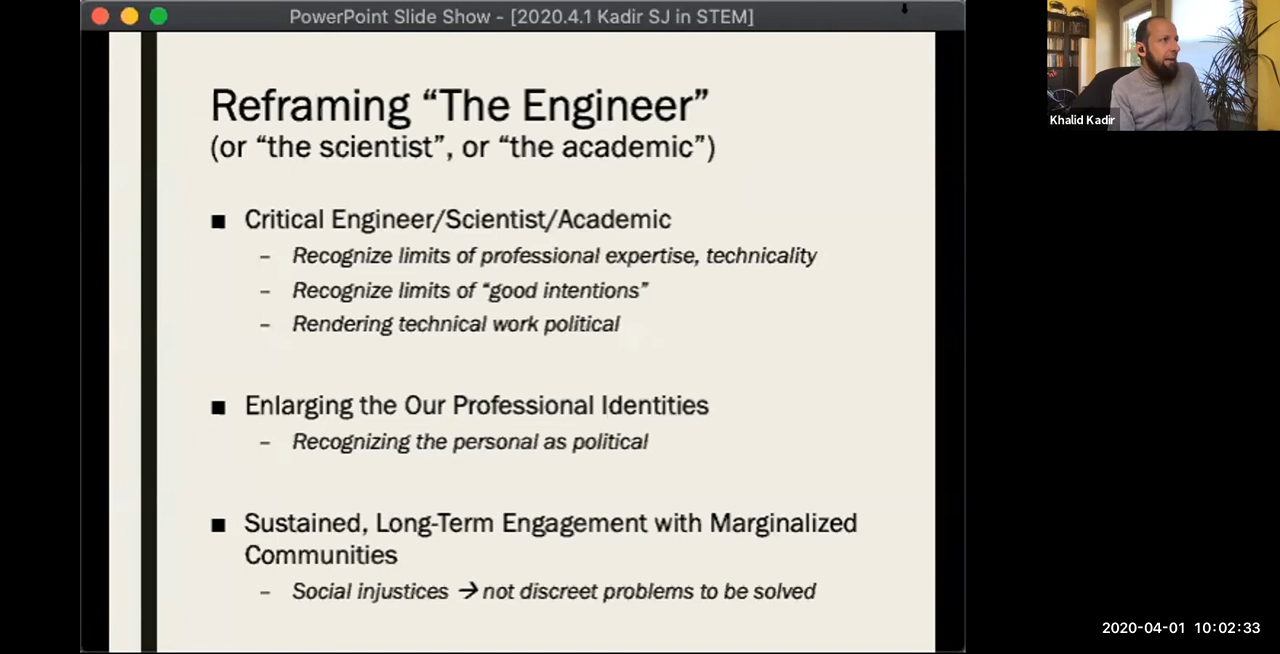 PowerPoint Slide Show - [2020.4.1 Kadir SJ in STEM]
Reframing “The Engineer”
(or “the scientist”, or “the academic”)
■ Critical Engineer/Scientist/Academic
– Recognize limits of professional expertise, technicality
– Recognize limits of “good intentions”
– Rendering technical work political
■ Enlarging the Our Professional Identities
– Recognizing the personal as political
■ Sustained, Long-Term Engagement with Marginalized
Communities
– Social injustices → not discreet problems to be solved
Khalid Kadir
2020-04-01 10:02:33